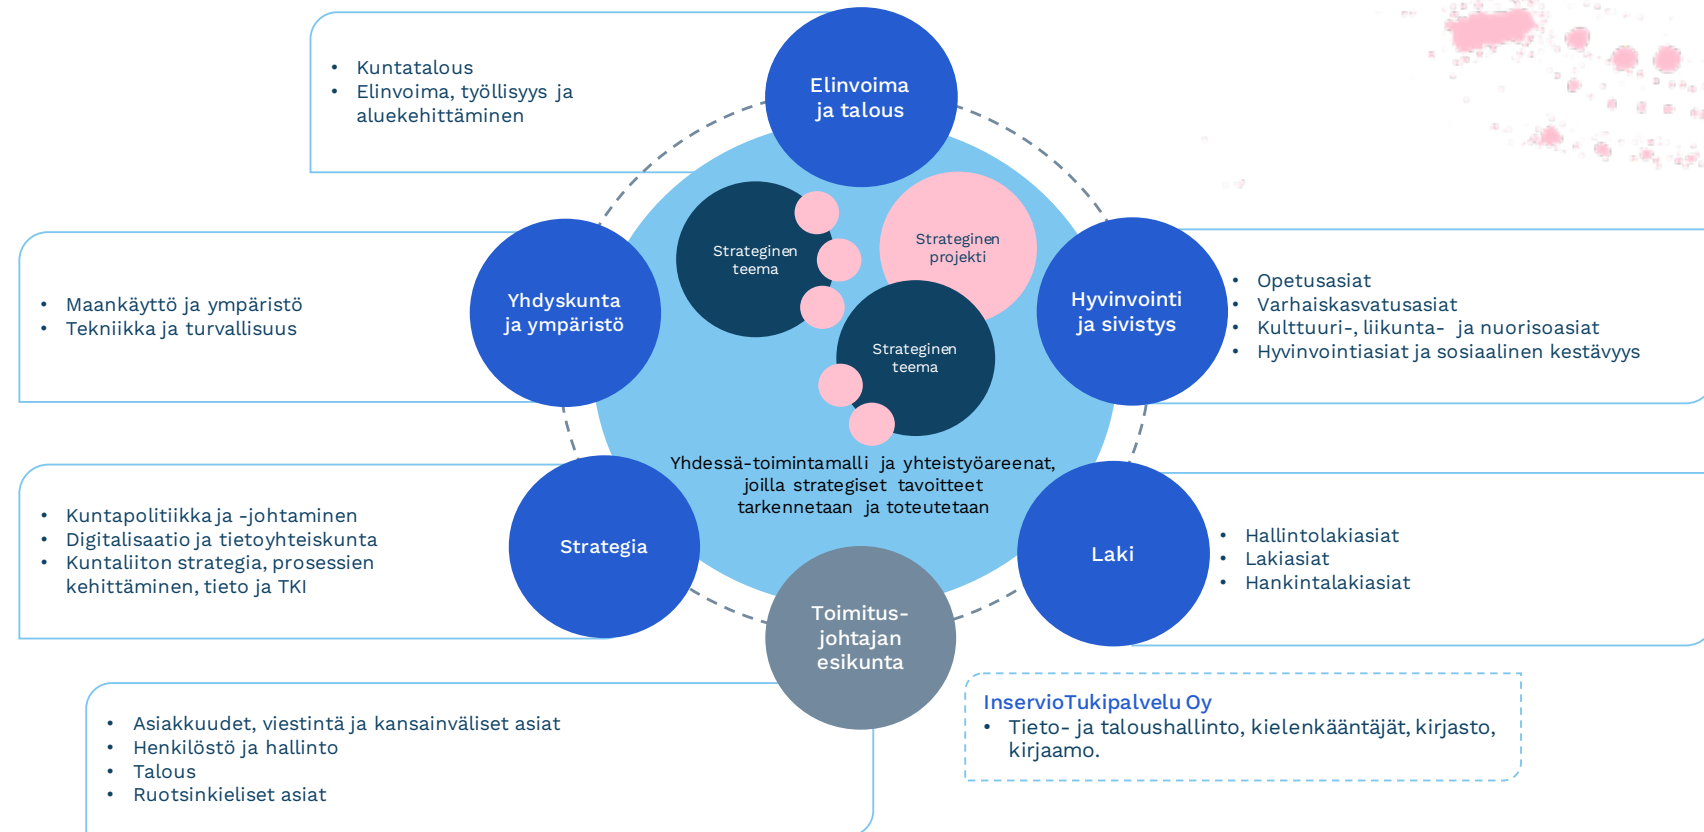 Elinvoima
ja talous
• Kuntatalous
• Elinvoima, työllisyys ja
aluekehittäminen
Strateginen
teema
Strateginen
projekti
Strateginen
teema
Yhdyskunta
ja ympäristö
• Maankäyttö ja ympäristö
• Tekniikka ja turvallisuus
Hyvinvointi
ja sivistys
• Opetusasiat
• Varhaiskasvatusasiat
• Kulttuuri-, liikunta- ja nuorisoasiat
• Hyvinvointiasiat ja sosiaalinen kestävyys
Yhdessä-toimintamalli ja yhteistyöareenat,
joilla strategiset tavoitteet
tarkennetaan ja toteutetaan
Strategia
• Kuntapolitiikka ja -johtaminen
• Digitalisaatio ja tietoyhteiskunta
• Kuntaliiton strategia, prosessien
kehittäminen, tieto ja TKI
Laki
• Hallintolakiasiat
• Lakiasiat
• Hankintalakiasiat
Toimitus-
johtajan
esikunta
• Asiakkuudet, viestintä ja kansainväliset asiat
• Henkilöstö ja hallinto
• Talous
• Ruotsinkieliset asiat
InservioTukipalvelu Oy
• Tieto- ja taloushallinto, kielenkääntäjät, kirjasto,
kirjaamo.